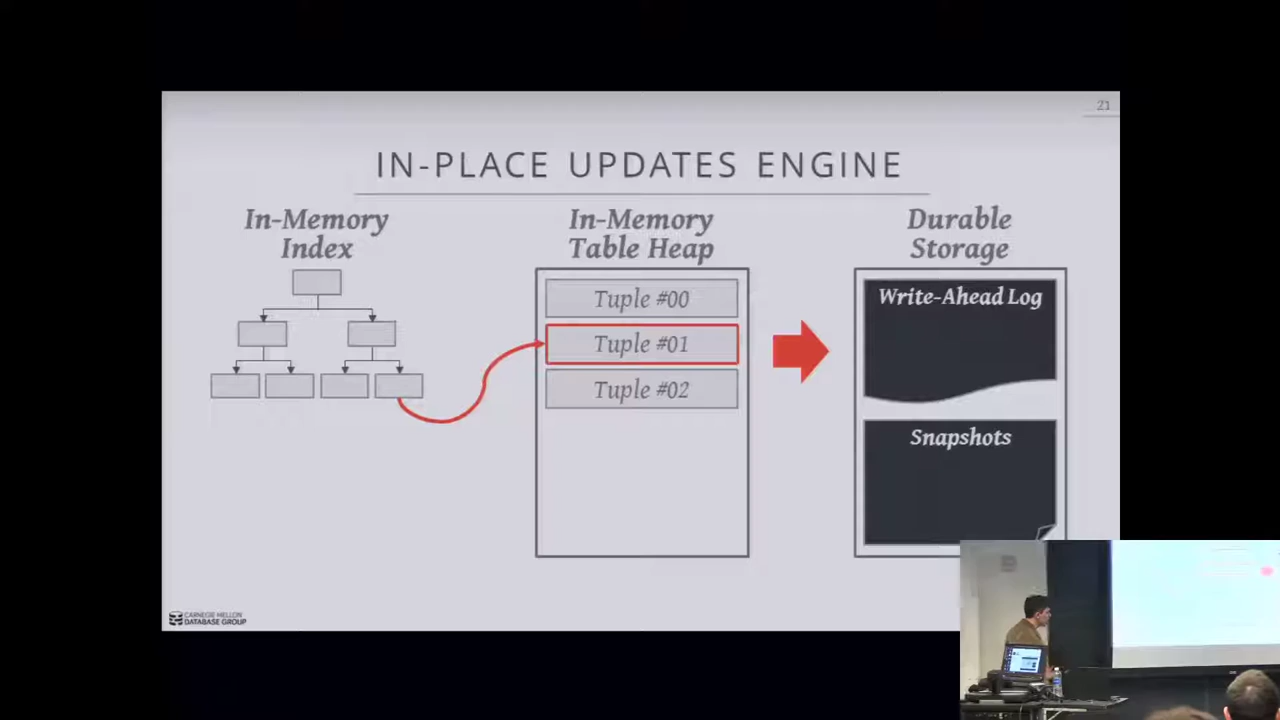 21
IN-PLACE UPDATES ENGINE
In-Memory
Index
In-Memory
Table Heap
Durable
Storage
Tuple #00
Tuple #01
Tuple #02
Write-Ahead Log
Snapshots
CARNEGIE MELLON
DATABASE GROUP